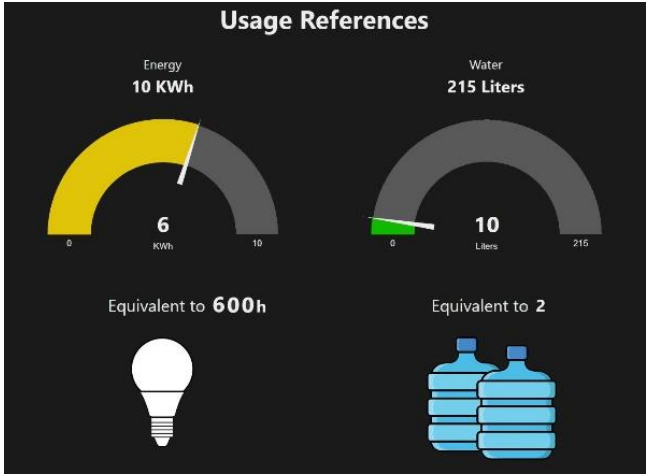 Usage References
Energy
10 KWh
6
KWh
0
10
Equivalent to 600h
Water
215 Liters
10
Liters
0
215
Equivalent to 2